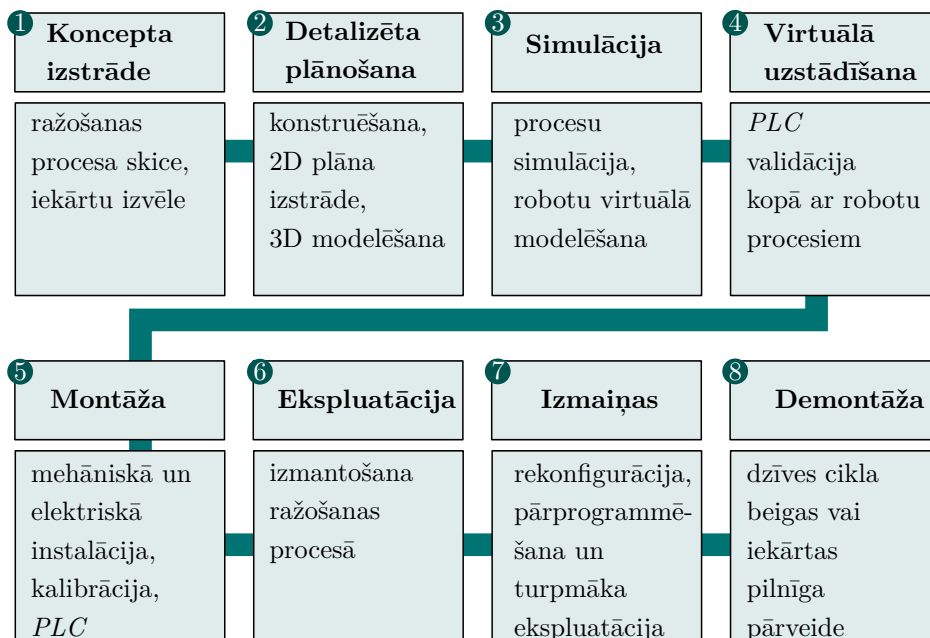 1 Koncepta
izstrāde
ražošanas
procesa skice,
iekārtu izvēle
2 Detalizēta
plānošana
konstruēšana,
2D plāna
izstrāde,
3D modelēšana
3
Simulācija
procesu
simulācija,
robotu virtuālā
modelēšana
4 Virtuālā
uzstādīšana
PLC
validācija
kopā ar robotu
procesiem
5
Montāža
mehāniskā un
elektriskā
instalācija,
kalibrācija,
PLC
6
Ekspluatācija
izmantošana
ražošanas
procesā
7
Izmaiņas
rekonfigurācija,
pārprogrammē-
šana un
turpmāka
ekspluatācija
8
Demontāža
dzīves cikla
beigas vai
iekārtas
pilnīga
pārveide